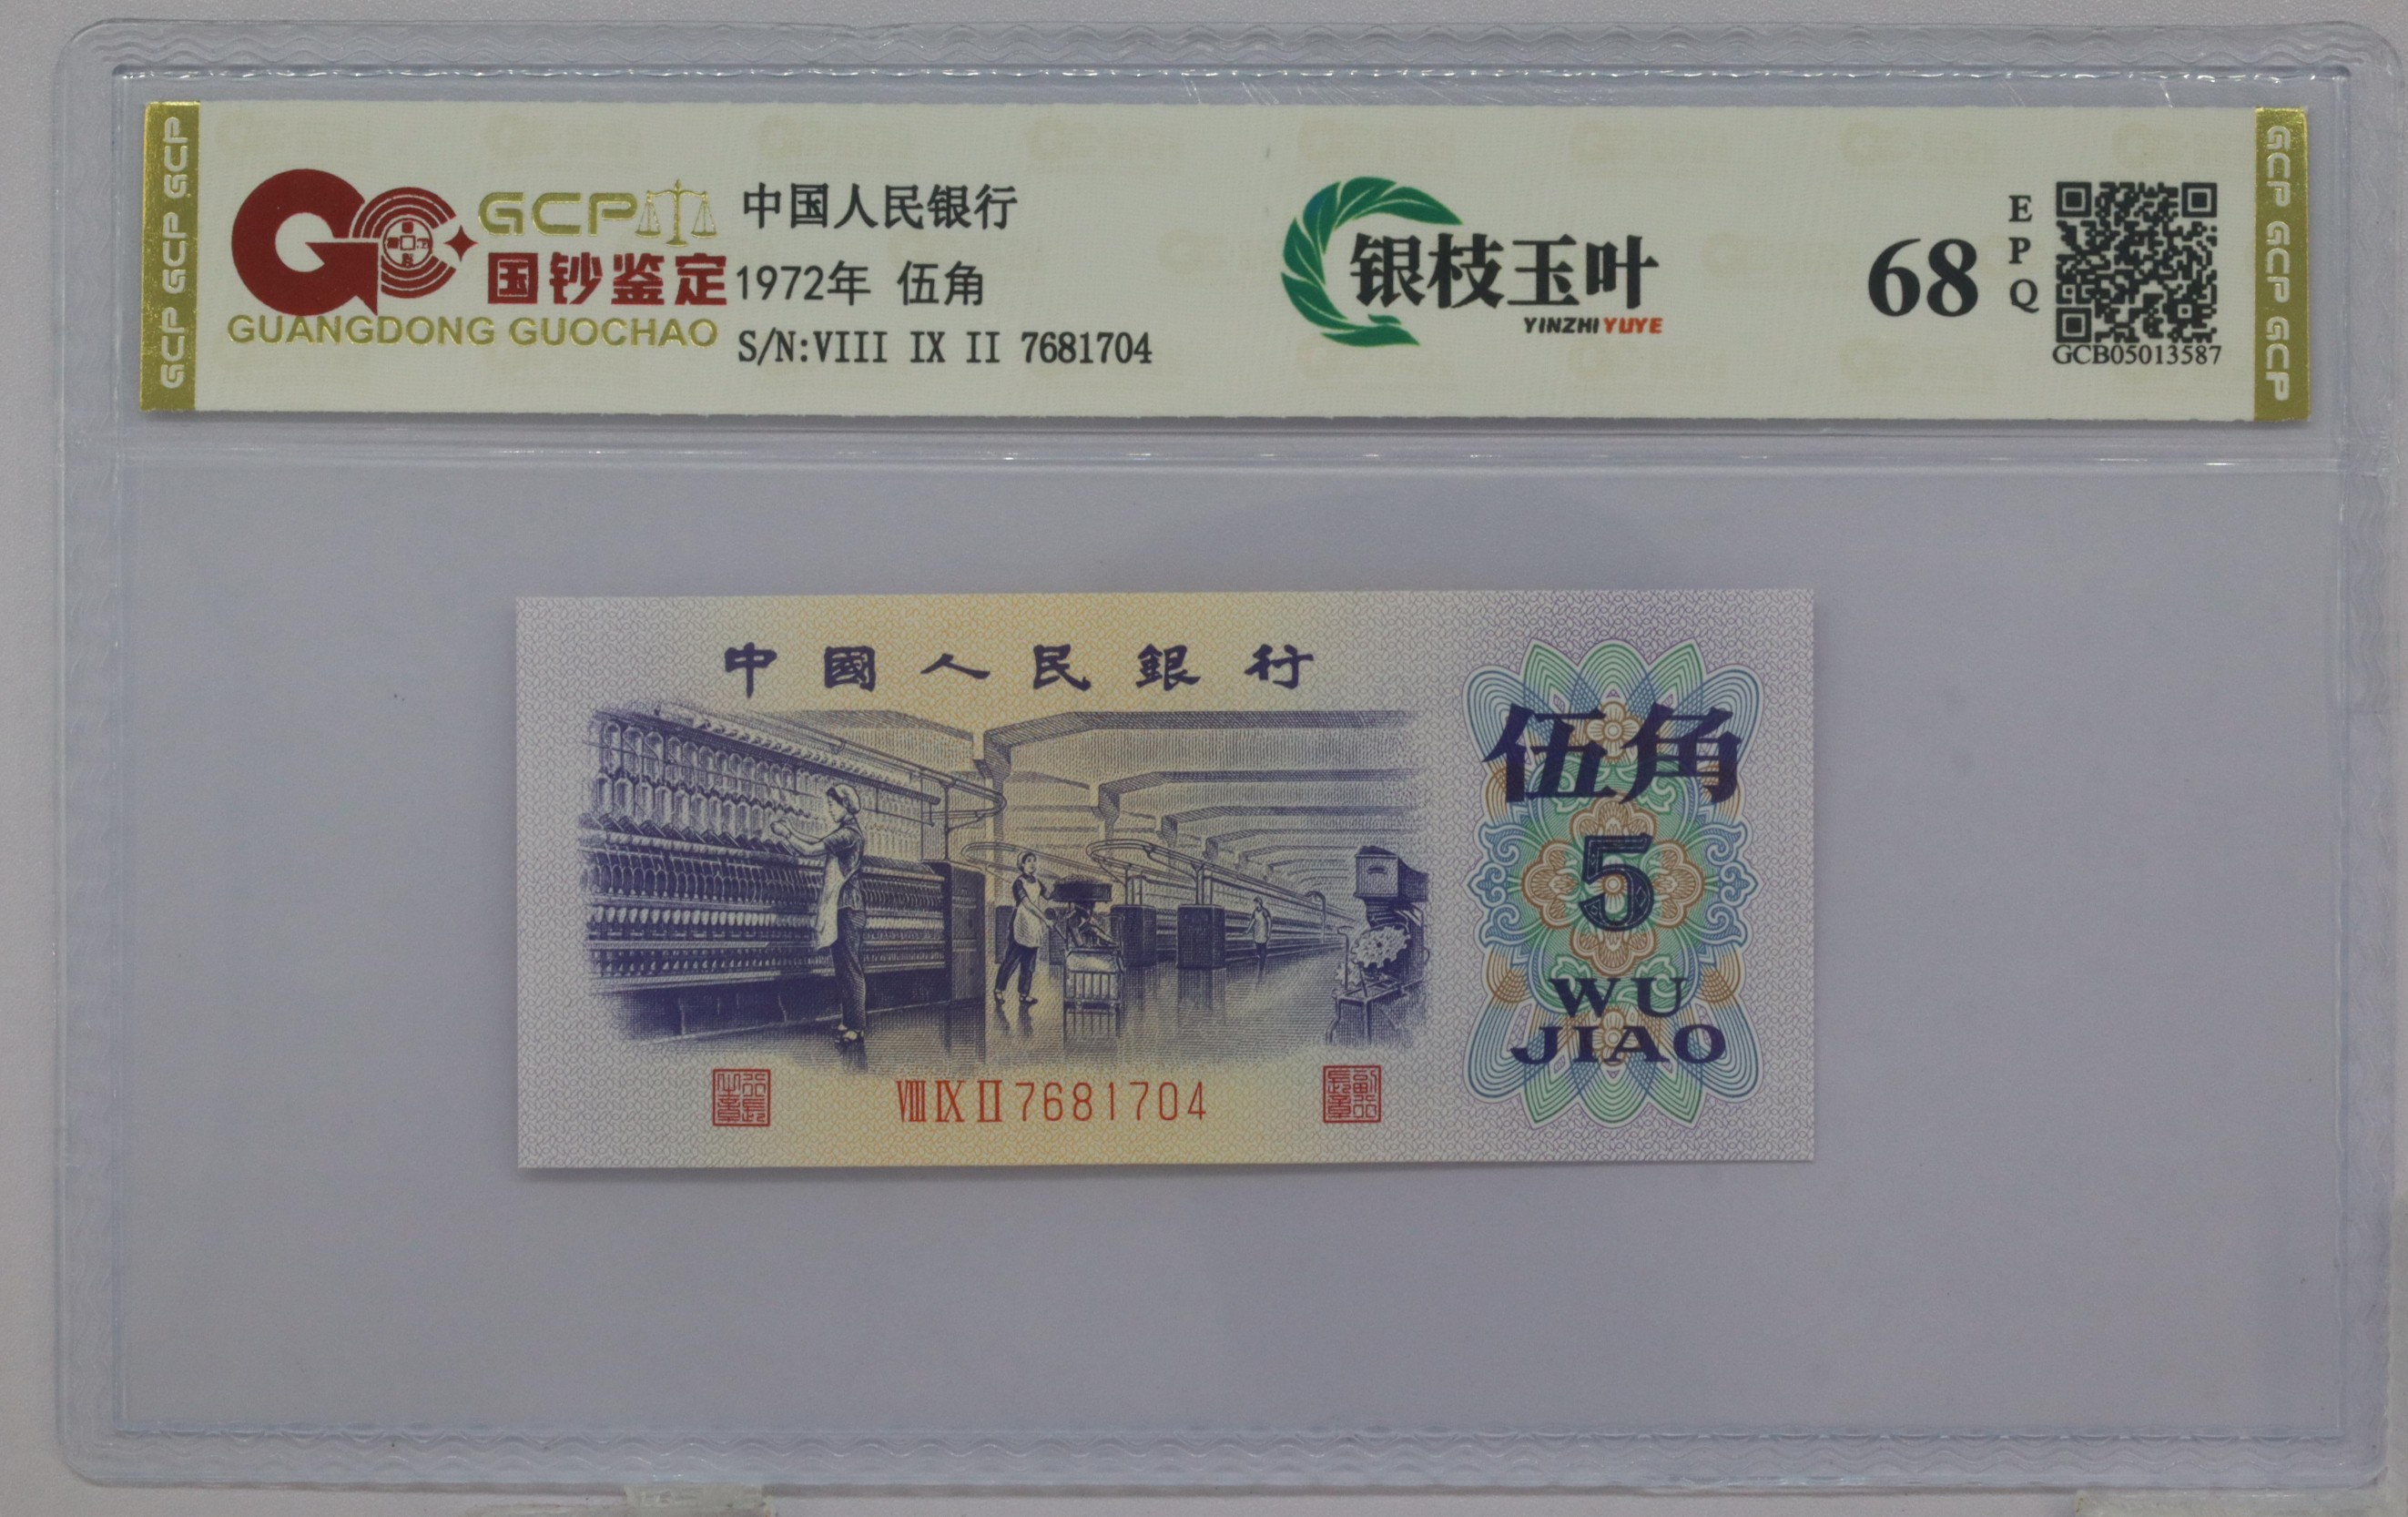 GCP GCP GCP
GCP
国钞鉴定
GUANGDONG GUOCHAO
中国人民银行
1972年 伍角
S/N:VIII IX II 7681704
银枝玉叶
YINZHI YUYE
68
EPQ
GCB05013587
GCP GCP GCP
中國人民銀行
伍角
5
WU
JIAO
VIII IX II 7681704